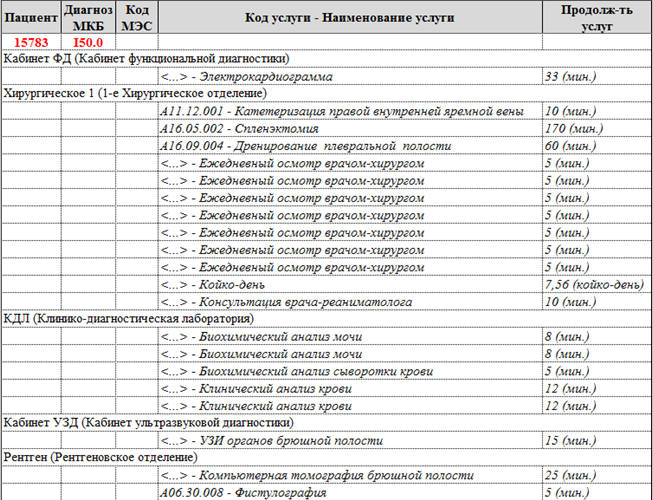 Пациент Диагноз МКБ Код МЭС Код услуги - Наименование услуги Продолж-ть услуг
15783 I50.0
Кабинет ФД (Кабинет функциональной диагностики)
<...> - Электрокардиограмма 33 (мин.)
Хирургическое 1 (1-е Хирургическое отделение)
A11.12.001 - Катетеризация правой внутренней яремной вены 10 (мин.)
A16.05.002 - Спленэктомия 170 (мин.)
A16.09.004 - Дренирование плевральной полости 60 (мин.)
<...> - Ежедневный осмотр врачом-хирургом 5 (мин.)
<...> - Ежедневный осмотр врачом-хирургом 5 (мин.)
<...> - Ежедневный осмотр врачом-хирургом 5 (мин.)
<...> - Ежедневный осмотр врачом-хирургом 5 (мин.)
<...> - Ежедневный осмотр врачом-хирургом 5 (мин.)
<...> - Ежедневный осмотр врачом-хирургом 5 (мин.)
<...> - Ежедневный осмотр врачом-хирургом 5 (мин.)
<...> - Койко-день 7,56 (койко-день)
<...> - Консультация врача-реаниматолога 10 (мин.)
КДЛ (Клинико-диагностическая лаборатория)
<...> - Биохимический анализ мочи 8 (мин.)
<...> - Биохимический анализ мочи 8 (мин.)
<...> - Биохимический анализ сыворотки крови 5 (мин.)
<...> - Клинический анализ крови 12 (мин.)
<...> - Клинический анализ крови 12 (мин.)
Кабинет УЗД (Кабинет ультразвуковой диагностики)
<...> - УЗИ органов брюшной полости 15 (мин.)
Рентген (Рентгеновское отделение)
<...> - Компьютерная томография брюшной полости 25 (мин.)
A06.30.008 - Фистулография 5 (мин.)